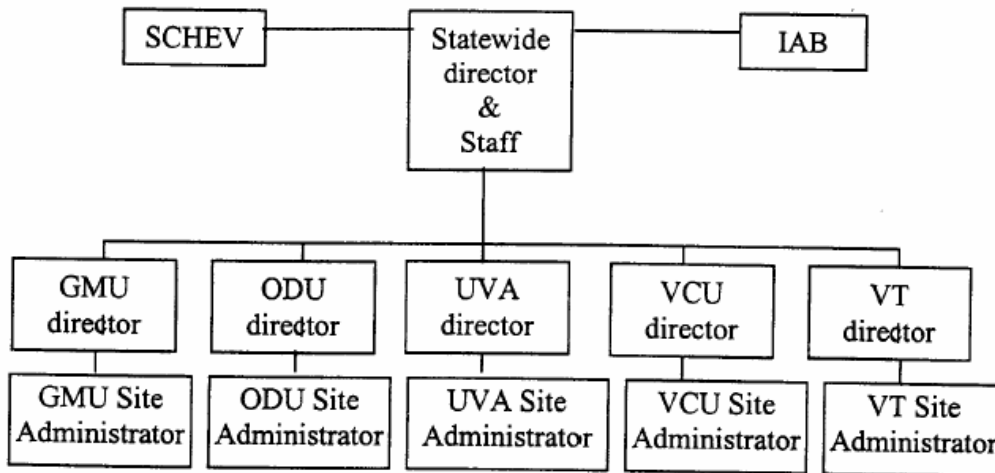 SCHEV
Statewide
director
&
Staff
IAB
GMU
director
ODU
director
UVA
director
VCU
director
VT
director
GMU Site
Administrator
ODU Site
Administrator
UVA Site
Administrator
VCU Site
Administrator
VT Site
Administrator